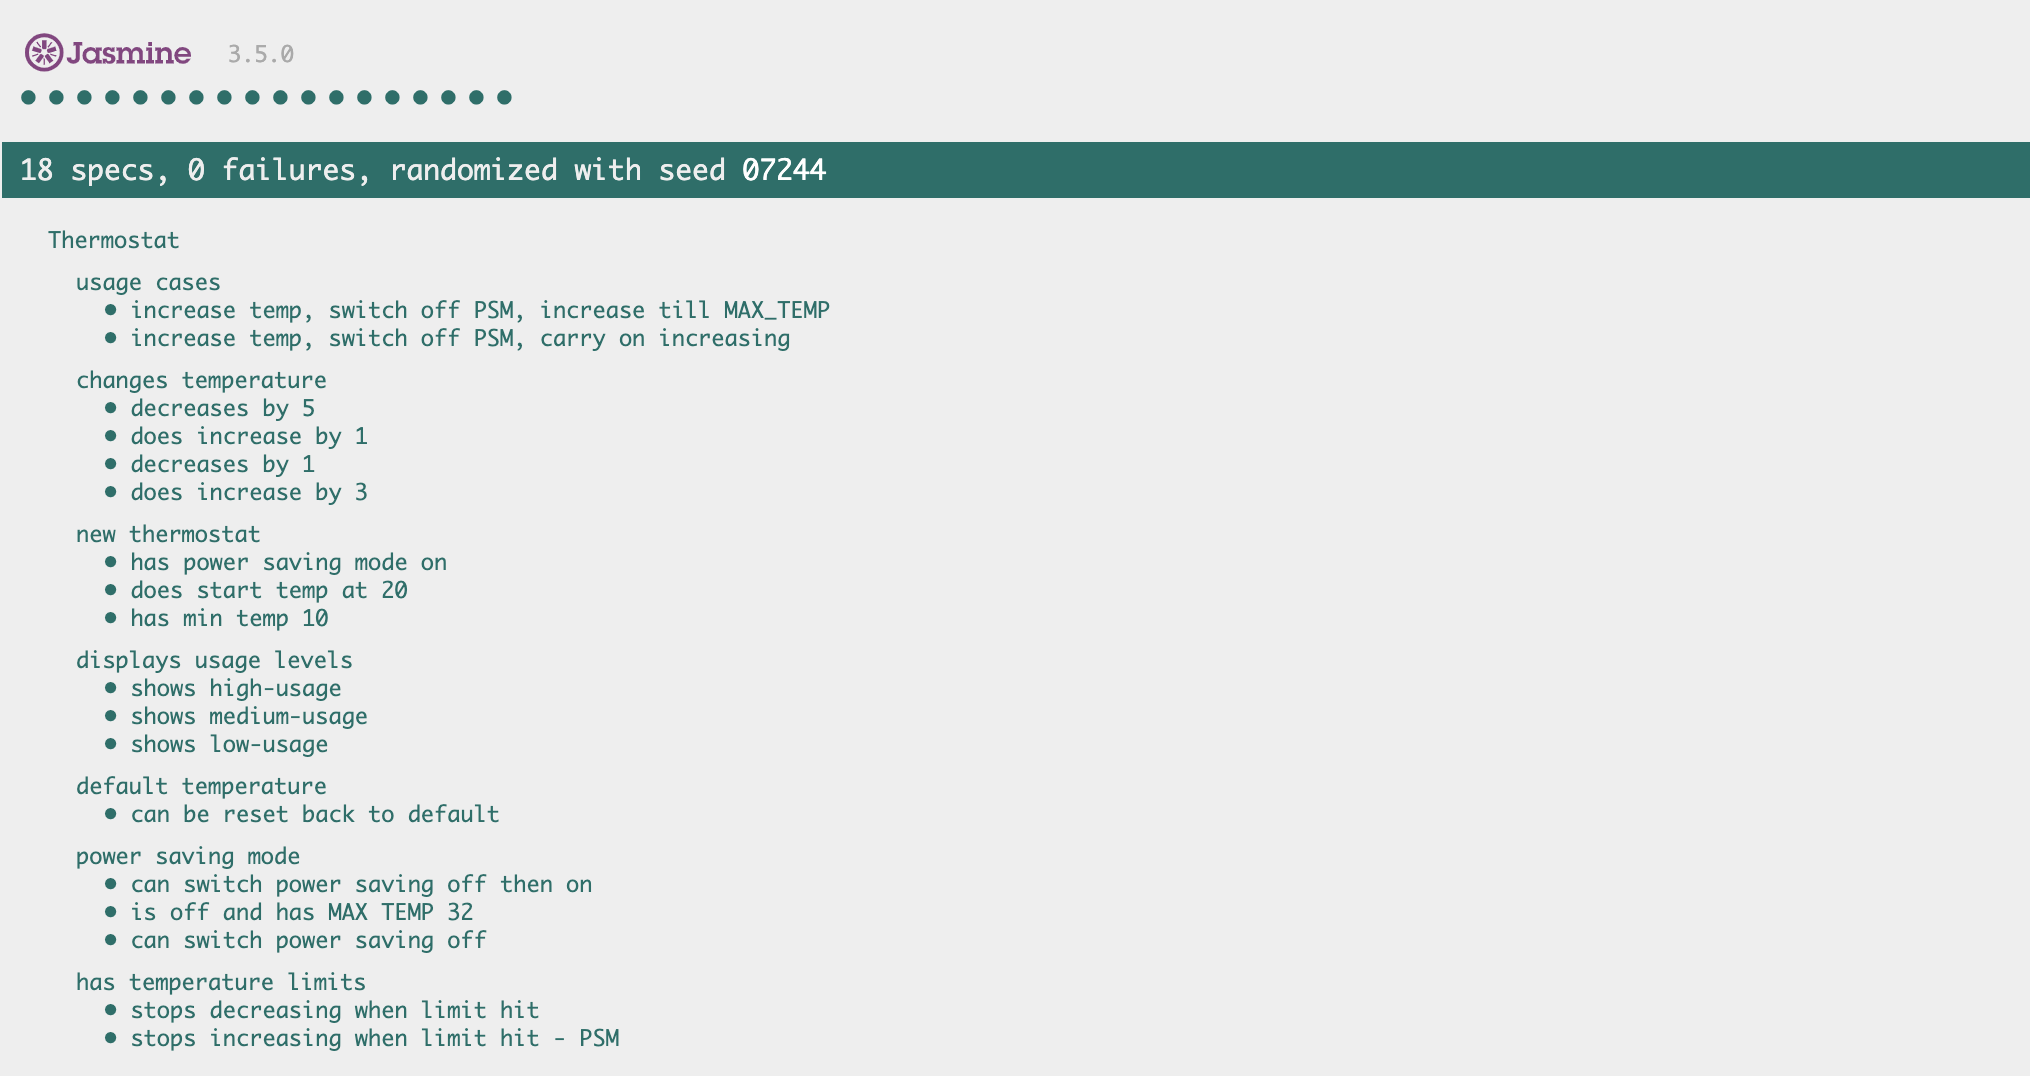 Jasmine 3.5.0
18 specs, 0 failures, randomized with seed 07244
Thermostat
usage cases
• increase temp, switch off PSM, increase till MAX_TEMP
• increase temp, switch off PSM, carry on increasing
changes temperature
• decreases by 5
• does increase by 1
• decreases by 1
• does increase by 3
new thermostat
• has power saving mode on
• does start temp at 20
• has min temp 10
displays usage levels
• shows high-usage
• shows medium-usage
• shows low-usage
default temperature
• can be reset back to default
power saving mode
• can switch power saving off then on
• is off and has MAX TEMP 32
• can switch power saving off
has temperature limits
• stops decreasing when limit hit
• stops increasing when limit hit - PSM